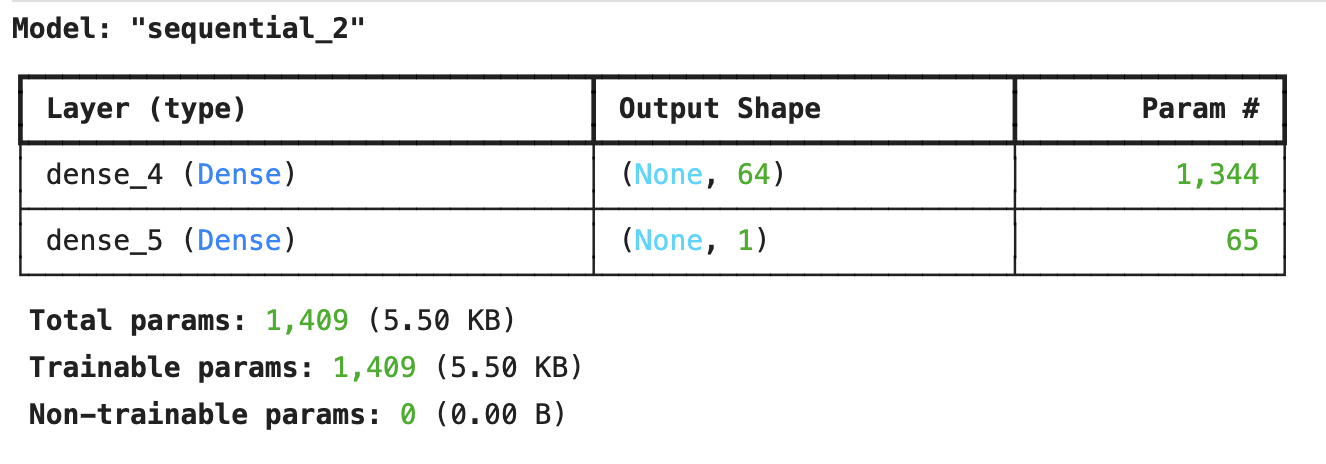 Model: "sequential_2"
Layer (type) Output Shape Param #
dense_4 (Dense) (None, 64) 1,344
dense_5 (Dense) (None, 1) 65
Total params: 1,409 (5.50 KB)
Trainable params: 1,409 (5.50 KB)
Non-trainable params: 0 (0.00 B)